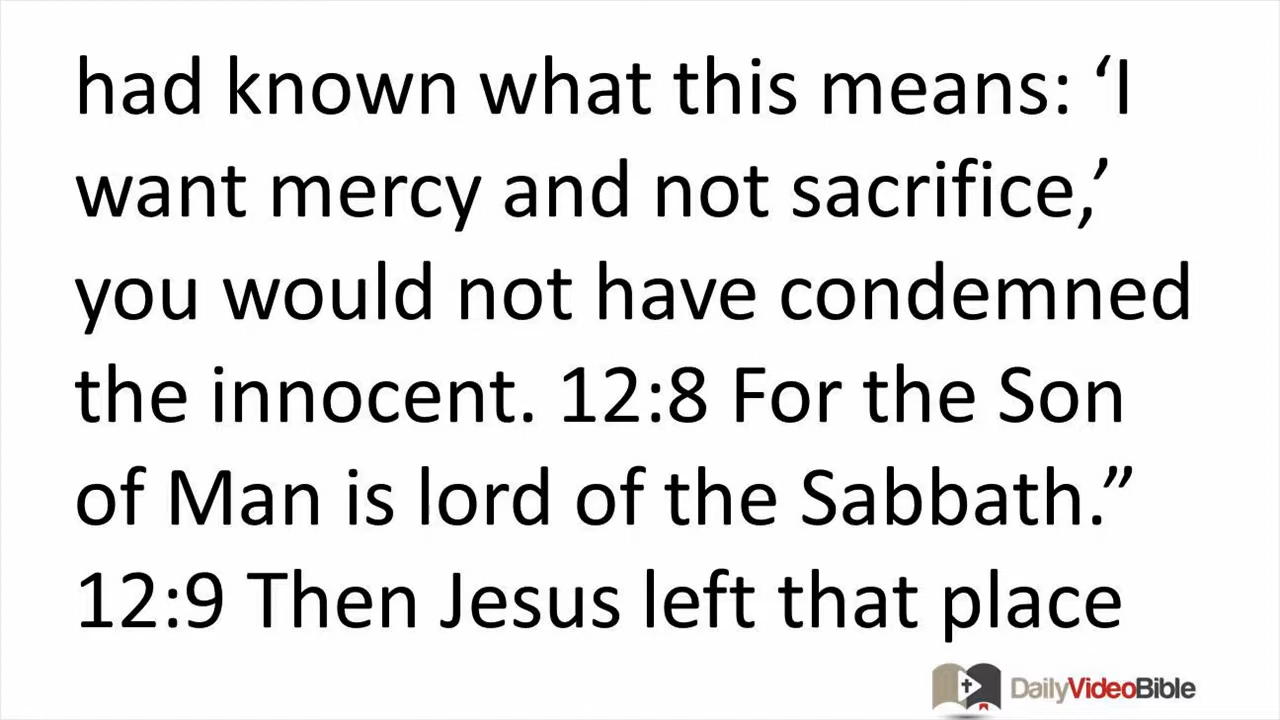 had known what this means: ‘I
want mercy and not sacrifice,’
you would not have condemned
the innocent. 12:8 For the Son
of Man is lord of the Sabbath.”
12:9 Then Jesus left that place
DailyVideoBible